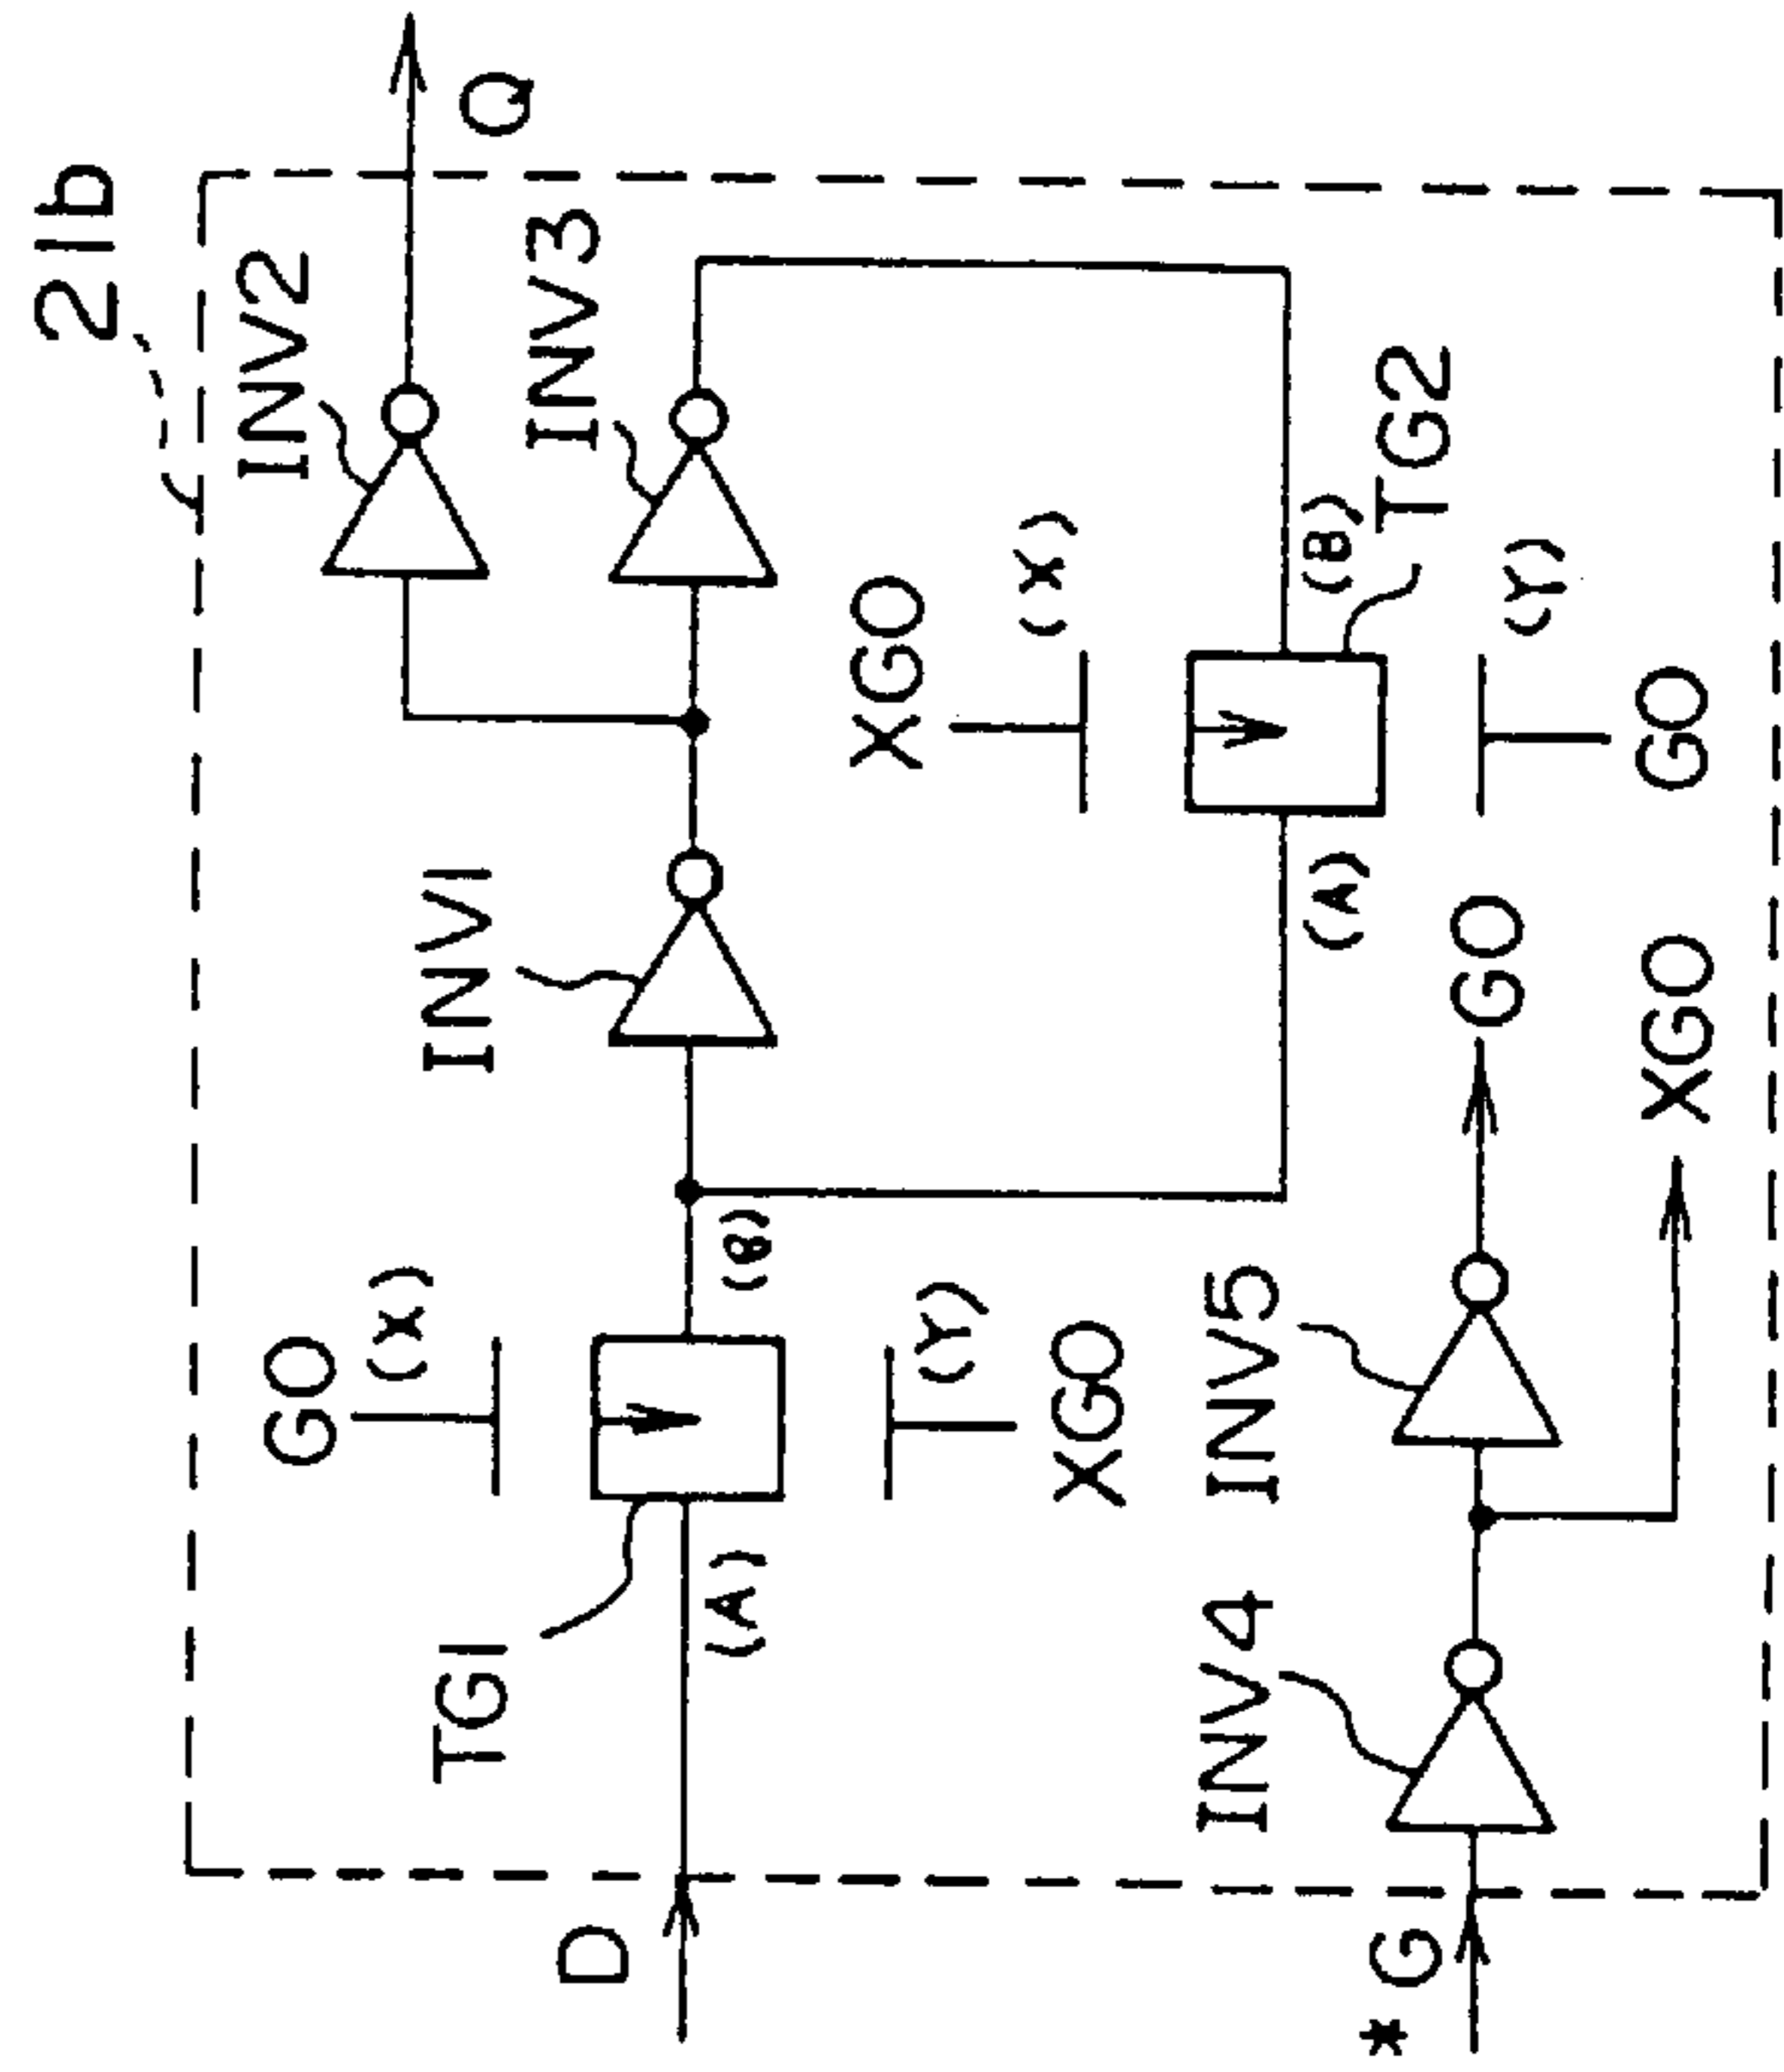 21b
INV2
Q
INV3
INV1
GO
(X)
TG1
(A)
(B)
(Y)
XGO
D
XGO
(X)
(B)
TG2
(A)
(Y)
GO
INV5
INV4
GO
XGO
*G